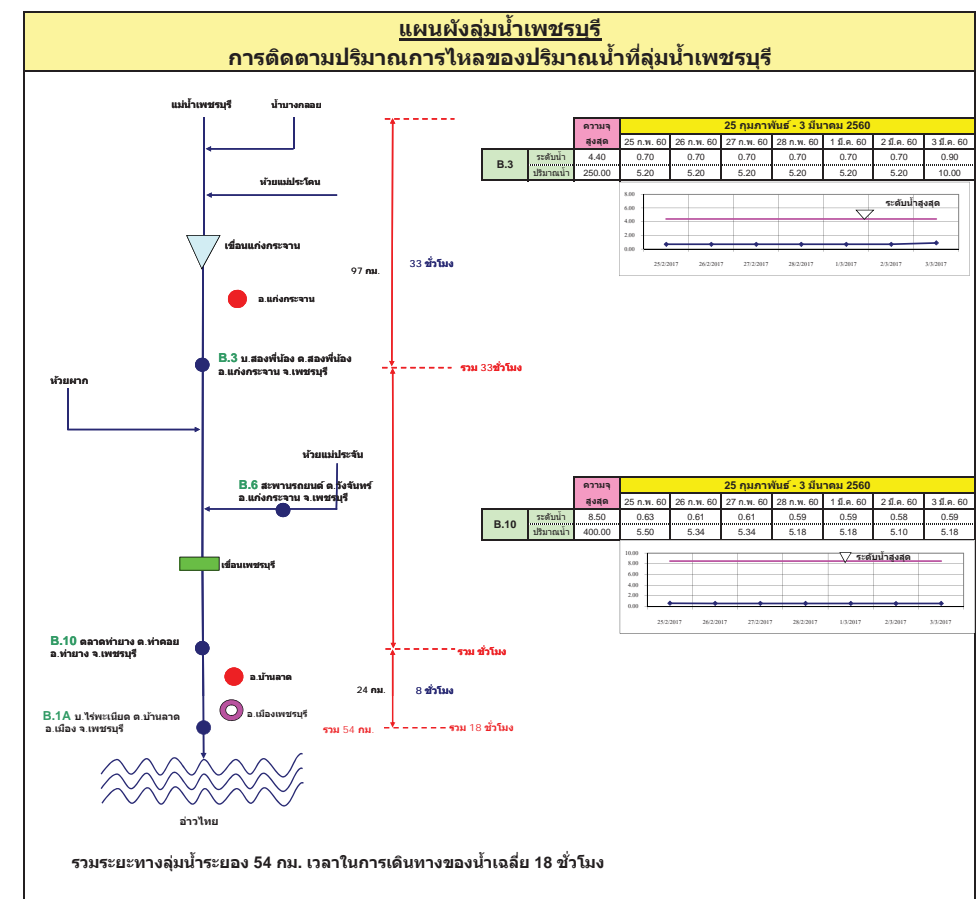 แผนผังลุ่มน้ำเพชรบุรี
การติดตามปริมาณการไหลของปริมาณน้ำที่ลุ่มน้ำเพชรบุรี
แม่น้ำเพชรบุรี
น้ำบางกลอย
ห้วยแม่ประโดน
เขื่อนแก่งกระจาน
97 กม.
33 ชั่วโมง
อ.แก่งกระจาน
B.3 บ.สองพี่น้อง ต.สองพี่น้อง
อ.แก่งกระจาน จ.เพชรบุรี
รวม 33ชั่วโมง
ห้วยผาก
ห้วยแม่ประจัน
B.6 สะพานรถยนต์ ต.วังจันทร์
อ.แก่งกระจาน จ.เพชรบุรี
เขื่อนเพชรบุรี
B.10 ตลาดท่ายาง ต.ท่าคอย
อ.ท่ายาง จ.เพชรบุรี
รวม ชั่วโมง
อ.บ้านลาด
24 กม.
8 ชั่วโมง
B.1A บ.ไร่พะเนียด ต.บ้านลาด
อ.เมือง จ.เพชรบุรี
อ.เมืองเพชรบุรี
รวม 54 กม.
รวม 18 ชั่วโมง
อ่าวไทย
รวมระยะทางลุ่มน้ำระยอง 54 กม. เวลาในการเดินทางของน้ำเฉลี่ย 18 ชั่วโมง
ความจุ 25 กุมภาพันธ์ - 3 มีนาคม 2560
สูงสุด 25 ก.พ. 60 26 ก.พ. 60 27 ก.พ. 60 28 ก.พ. 60 1 มี.ค. 60 2 มี.ค. 60 3 มี.ค. 60
B.3 ระดับน้ำ 4.40 0.70 0.70 0.70 0.70 0.70 0.70 0.90
ปริมาณน้ำ 250.00 5.20 5.20 5.20 5.20 5.20 5.20 10.00
8.00
6.00
4.00
2.00
0.00
ระดับน้ำสูงสุด
25/2/2017 26/2/2017 27/2/2017 28/2/2017 1/3/2017 2/3/2017 3/3/2017
ความจุ 25 กุมภาพันธ์ - 3 มีนาคม 2560
สูงสุด 25 ก.พ. 60 26 ก.พ. 60 27 ก.พ. 60 28 ก.พ. 60 1 มี.ค. 60 2 มี.ค. 60 3 มี.ค. 60
B.10 ระดับน้ำ 8.50 0.63 0.61 0.61 0.59 0.59 0.58 0.59
ปริมาณน้ำ 400.00 5.50 5.34 5.34 5.18 5.18 5.10 5.18
10.00
8.00
6.00
4.00
2.00
0.00
ระดับน้ำสูงสุด
25/2/2017 26/2/2017 27/2/2017 28/2/2017 1/3/2017 2/3/2017 3/3/2017